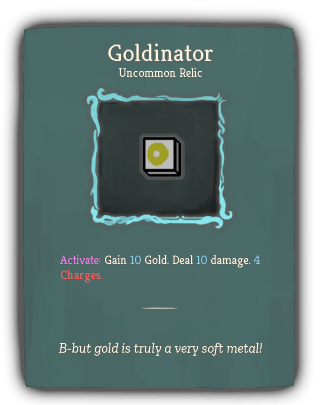 Goldinator
Uncommon Relic
Activate: Gain 10 Gold. Deal 10 damage. 4
Charges.
B-but gold is truly a very soft metal!